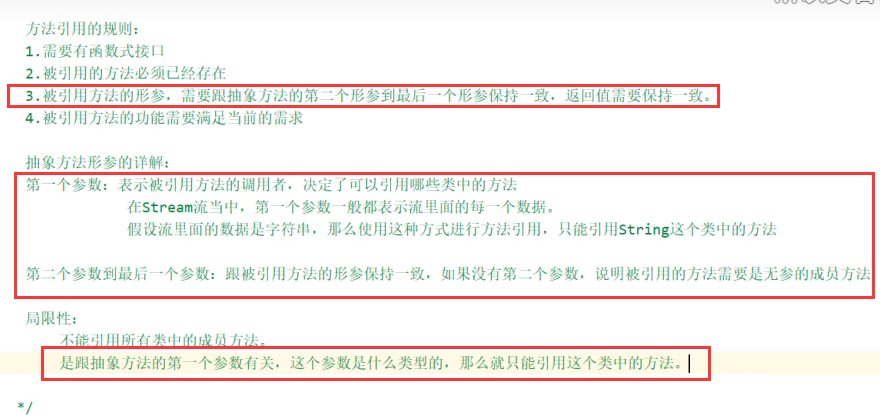 方法引用的规则：
1.需要有函数式接口
2.被引用的方法必须已经存在
3.被引用方法的形参，需要跟抽象方法的第二个形参到最后一个形参保持一致，返回值需要保持一致。
4.被引用方法的功能需要满足当前的需求
抽象方法形参的详解：
第一个参数：表示被引用方法的调用者，决定了可以引用哪些类中的方法
在Stream流当中，第一个参数一般都表示流里面的每一个数据。
假设流里面的数据是字符串，那么使用这种方式进行方法引用，只能引用String这个类中的方法
第二个参数到最后一个参数：跟被引用方法的形参保持一致，如果没有第二个参数，说明被引用的方法需要是无参的成员方法
局限性：
不能引用所有类中的成员方法。
是跟抽象方法的第一个参数有关，这个参数是什么类型的，那么就只能引用这个类中的方法。
*/